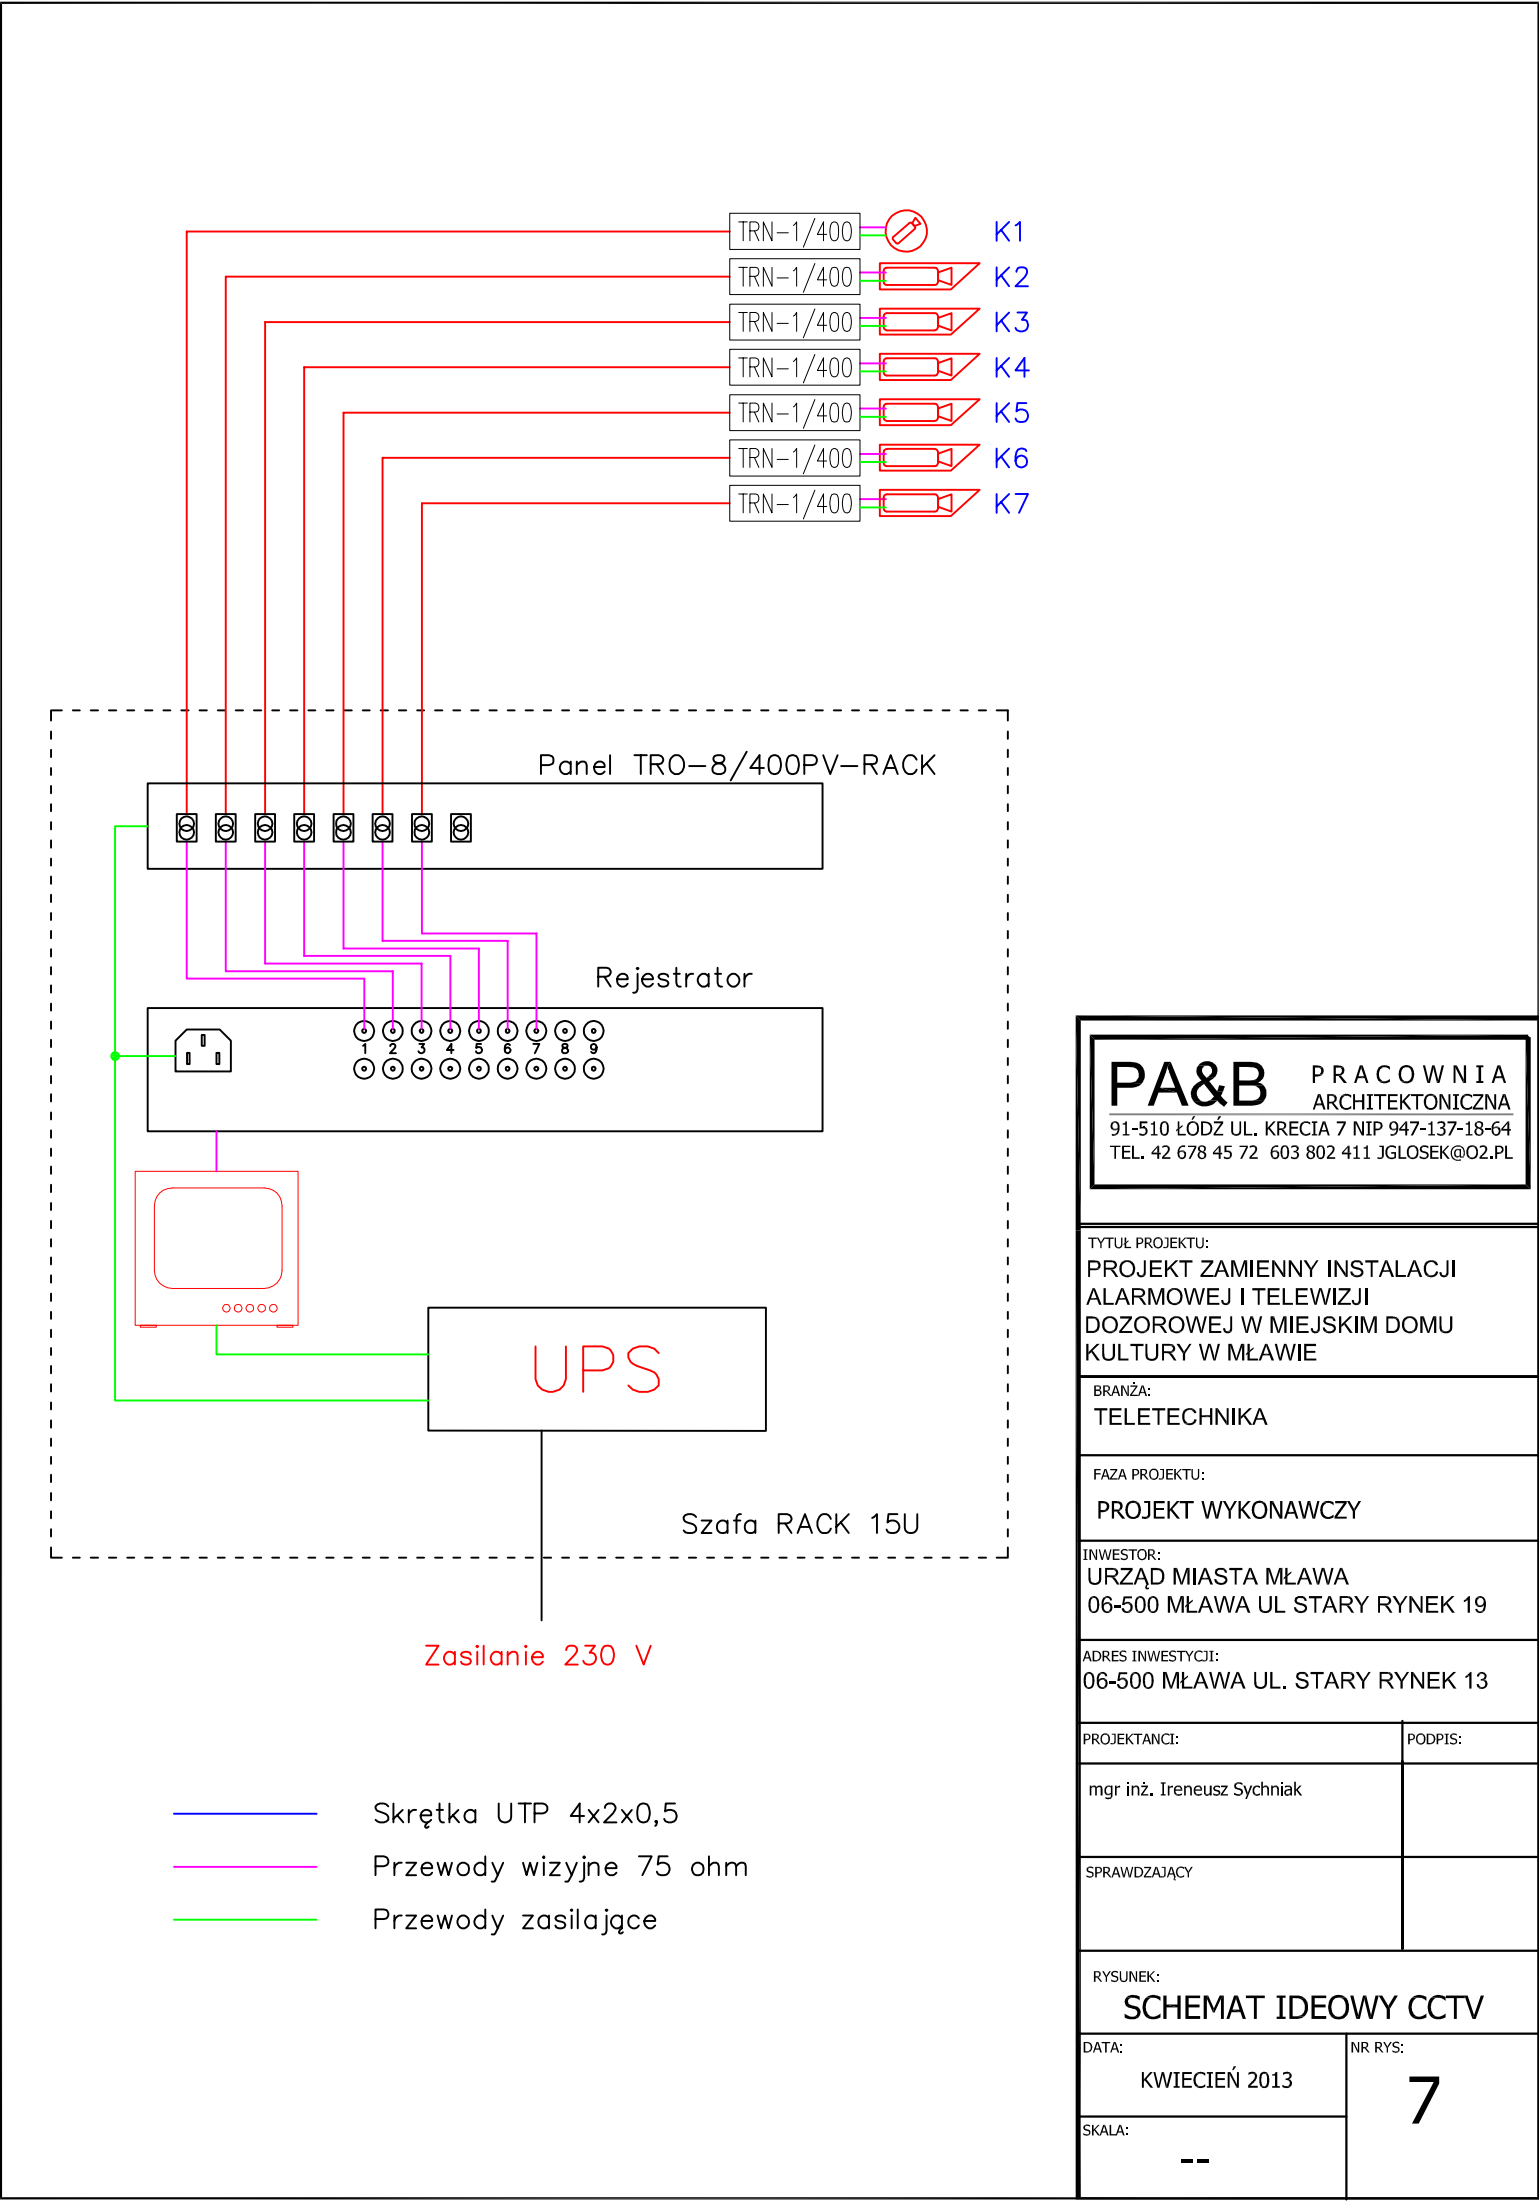 TRN-1/400 K1
TRN-1/400 K2
TRN-1/400 K3
TRN-1/400 K4
TRN-1/400 K5
TRN-1/400 K6
TRN-1/400 K7
Panel TRO-8/400PV-RACK
Rejestrator
1 2 3 4 5 6 7 8 9
UPS
Szafa RACK 15U
Zasilanie 230 V
Skrętka UTP 4x2x0,5
Przewody wizyjne 75 ohm
Przewody zasilające
PA&B PRACOWNIA
ARCHITEKTONICZNA
91-510 ŁÓDŹ UL. KRECIA 7 NIP 947-137-18-64
TEL. 42 678 45 72 603 802 411 JGLOSEK@O2.PL
TYTUŁ PROJEKTU:
PROJEKT ZAMIENNY INSTALACJI
ALARMOWEJ I TELEWIZJI
DOZOROWEJ W MIEJSKIM DOMU
KULTURY W MŁAWIE
BRANŻA:
TELETECHNIKA
FAZA PROJEKTU:
PROJEKT WYKONAWCZY
INWESTOR:
URZĄD MIASTA MŁAWA
06-500 MŁAWA UL STARY RYNEK 19
ADRES INWESTYCJI:
06-500 MŁAWA UL. STARY RYNEK 13
PROJEKTANCI: PODPIS:
mgr inż. Ireneusz Sychniak
SPRAWDZAJĄCY
RYSUNEK:
SCHEMAT IDEOWY CCTV
DATA:
KWIECIEŃ 2013
NR RYS:
7
SKALA:
--